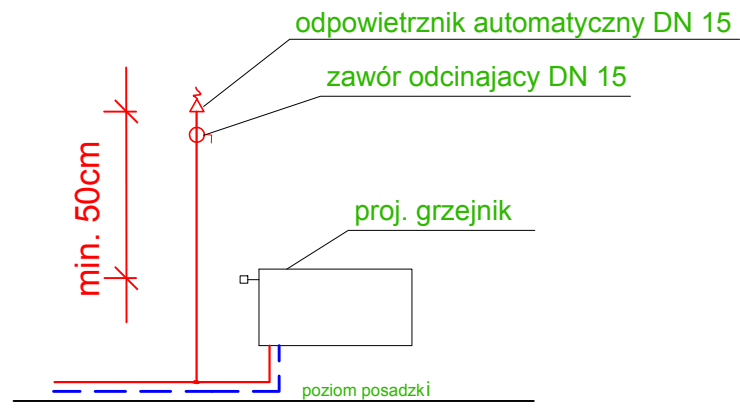 odpowietrznik automatyczny DN 15
zawór odcinajacy DN 15
min. 50cm
proj. grzejnik
poziom posadzki